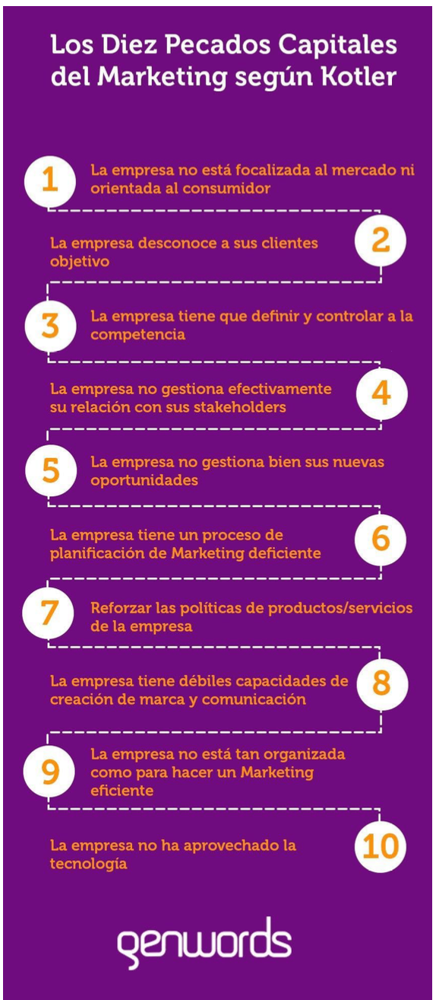 Los Diez Pecados Capitales
del Marketing según Kotler
1
La empresa no está focalizada al mercado ni
orientada al consumidor
2
La empresa desconoce a sus clientes
objetivo
3
La empresa tiene que definir y controlar a la
competencia
4
La empresa no gestiona efectivamente
su relación con sus stakeholders
5
La empresa no gestiona bien sus nuevas
oportunidades
6
La empresa tiene un proceso de
planificación de Marketing deficiente
7
Reforzar las políticas de productos/servicios
de la empresa
8
La empresa tiene débiles capacidades de
creación de marca y comunicación
9
La empresa no está tan organizada
como para hacer un Marketing
eficiente
10
La empresa no ha aprovechado la
tecnología
genwords